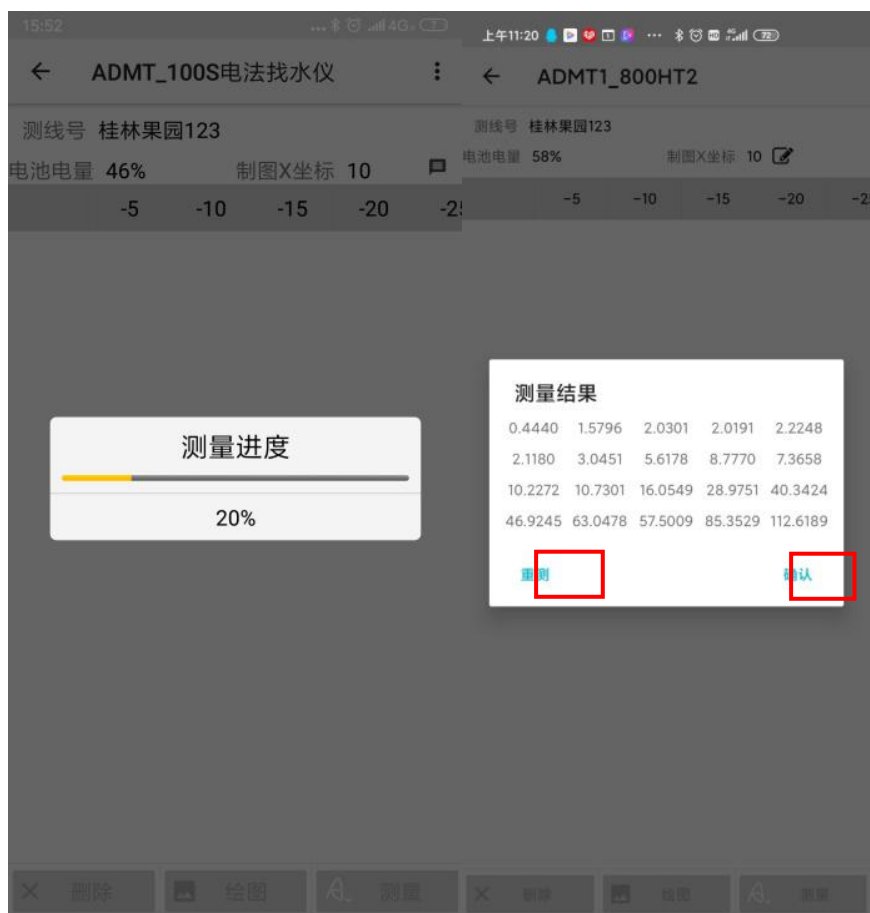 15:52
4G
ADMT_100S电法找水仪
测线号 桂林果园123
电池电量 46% 制图X坐标 10
-5 -10 -15 -20
测量进度
20%
删除 绘图 测量
上午11:20 72
ADMT1_800HT2
测线号 桂林果园123
电池电量 58% 制图X坐标 10
-5 -10 -15 -20
测量结果
0.4440 1.5796 2.0301 2.0191 2.2248
2.1180 3.0451 5.6178 8.7770 7.3658
10.2272 10.7301 16.0549 28.9751 40.3424
46.9245 63.0478 57.5009 85.3529 112.6189
重测 确认
删除 绘图 测量